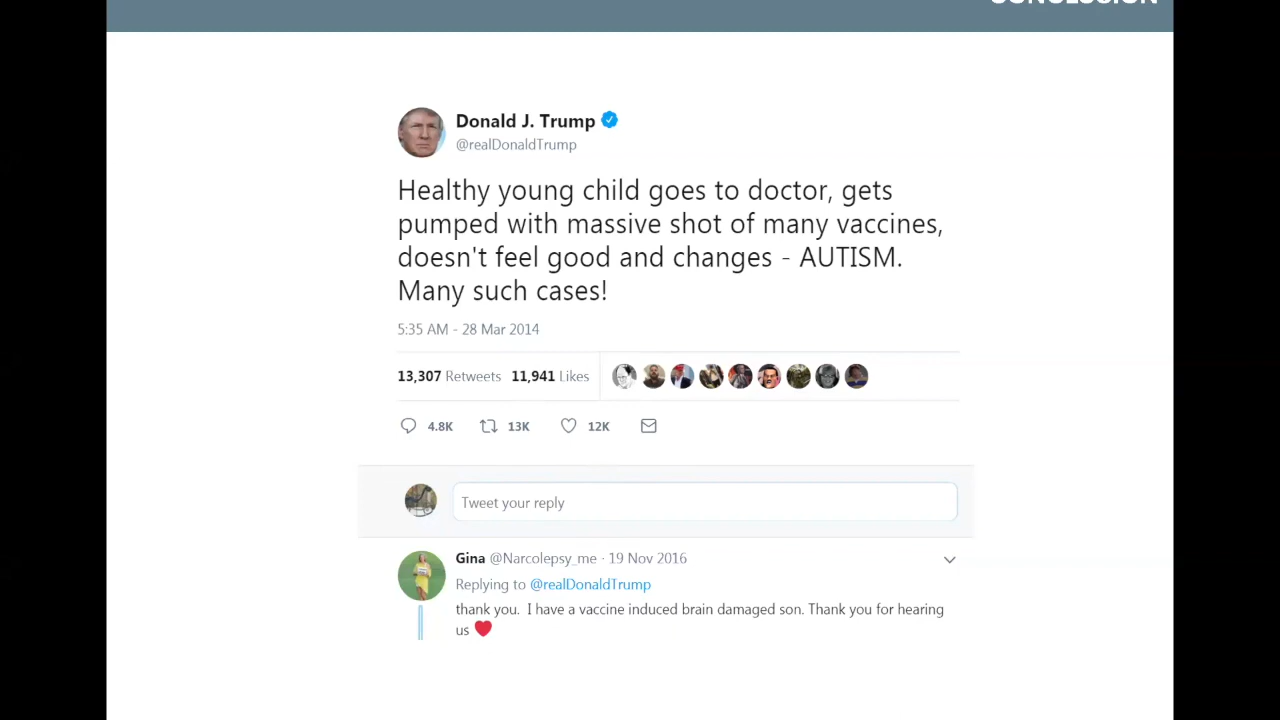 CONCLUSION
Donald J. Trump
@realDonaldTrump
Healthy young child goes to doctor, gets
pumped with massive shot of many vaccines,
doesn't feel good and changes - AUTISM.
Many such cases!
5:35 AM - 28 Mar 2014
13,307 Retweets 11,941 Likes
4.8K 13K 12K
Tweet your reply
Gina @Narcolepsy_me · 19 Nov 2016
Replying to @realDonaldTrump
thank you. I have a vaccine induced brain damaged son. Thank you for hearing
us ❤